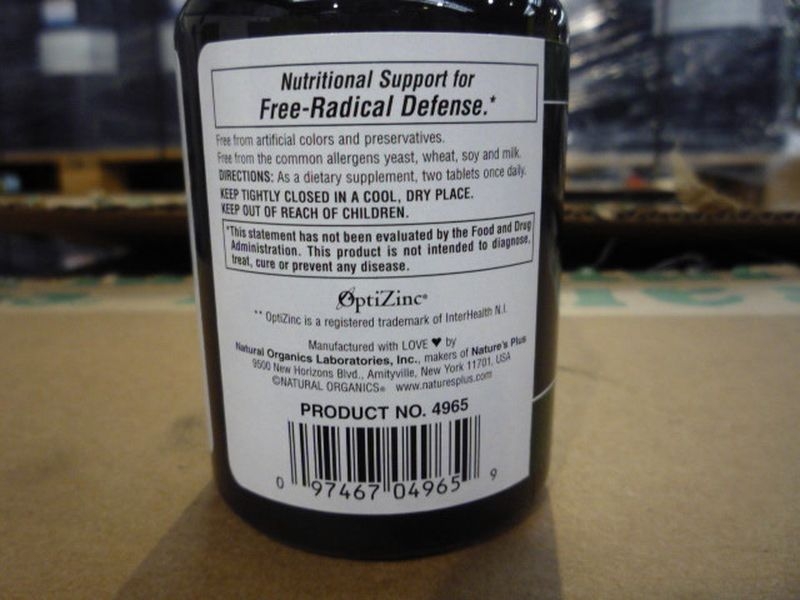 Nutritional Support for
Free-Radical Defense.*
Free from artificial colors and preservatives.
Free from the common allergens yeast, wheat, soy and milk.
DIRECTIONS: As a dietary supplement, two tablets once daily.
KEEP TIGHTLY CLOSED IN A COOL, DRY PLACE.
KEEP OUT OF REACH OF CHILDREN.
*This statement has not been evaluated by the Food and Drug
Administration. This product is not intended to diagnose,
treat, cure or prevent any disease.
OptiZinc®
** OptiZinc is a registered trademark of InterHealth N.I.
Manufactured with LOVE ♥ by
Natural Organics Laboratories, Inc., makers of Nature's Plus
9500 New Horizons Blvd., Amityville, New York 11701, USA
©NATURAL ORGANICS® www.naturesplus.com
PRODUCT NO. 4965
0 97467 04965 9